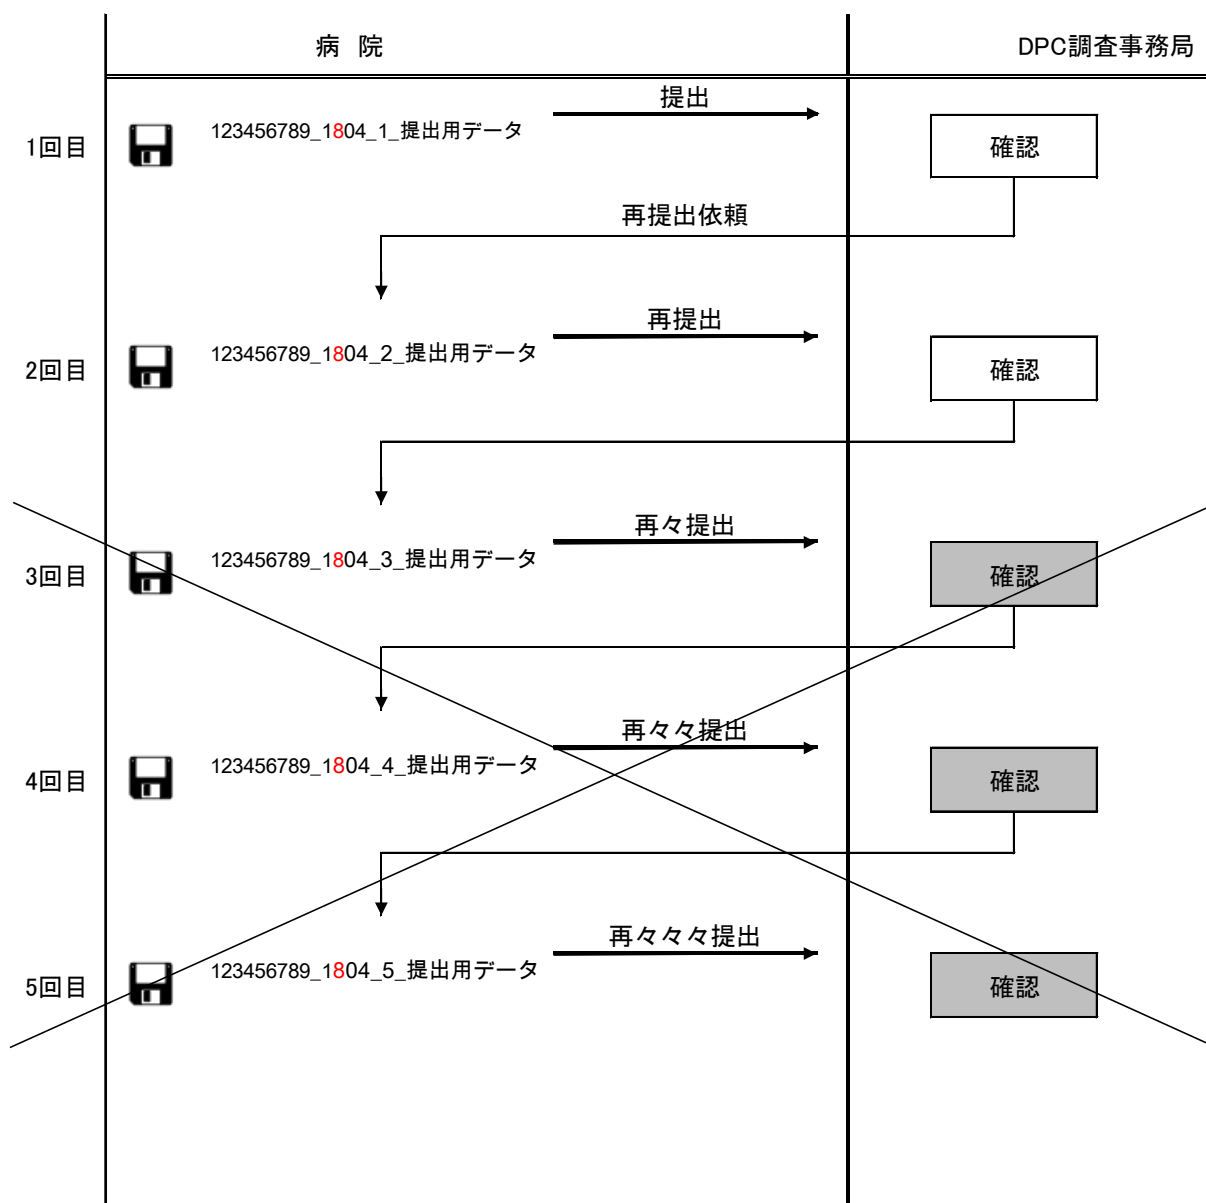 病 院
DPC調査事務局
提出
1回目
123456789_1804_1_提出用データ
確認
再提出依頼
再提出
2回目
123456789_1804_2_提出用データ
確認
再々提出
3回目
123456789_1804_3_提出用データ
確認
再々々提出
4回目
123456789_1804_4_提出用データ
確認
再々々々提出
5回目
123456789_1804_5_提出用データ
確認